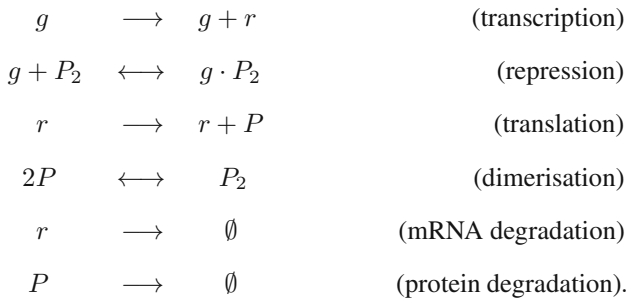 g ⟶ g + r (transcription)
g + P₂ ⟷ g · P₂ (repression)
r ⟶ r + P (translation)
2P ⟷ P₂ (dimerisation)
r ⟶ ∅ (mRNA degradation)
P ⟶ ∅ (protein degradation).